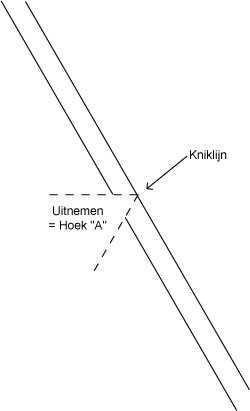 Kniklijn
Uitnemen
= Hoek "A"